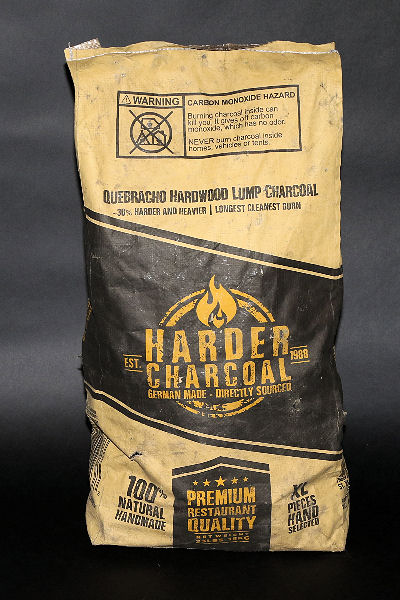 WARNING
CARBON MONOXIDE HAZARD
Burning charcoal inside can
kill you. It gives off carbon
monoxide, which has no odor.
NEVER burn charcoal inside
homes, vehicles or tents.
QUEBRACHO HARDWOOD LUMP CHARCOAL
30% HARDER AND HEAVIER | LONGEST CLEANEST BURN
HARDER
EST. 1988
CHARCOAL
GERMAN MADE - DIRECTLY SOURCED
100%
NATURAL
HANDMADE
PREMIUM
RESTAURANT
QUALITY
NET WEIGHT
XL
PIECES
HAND
SELECTED